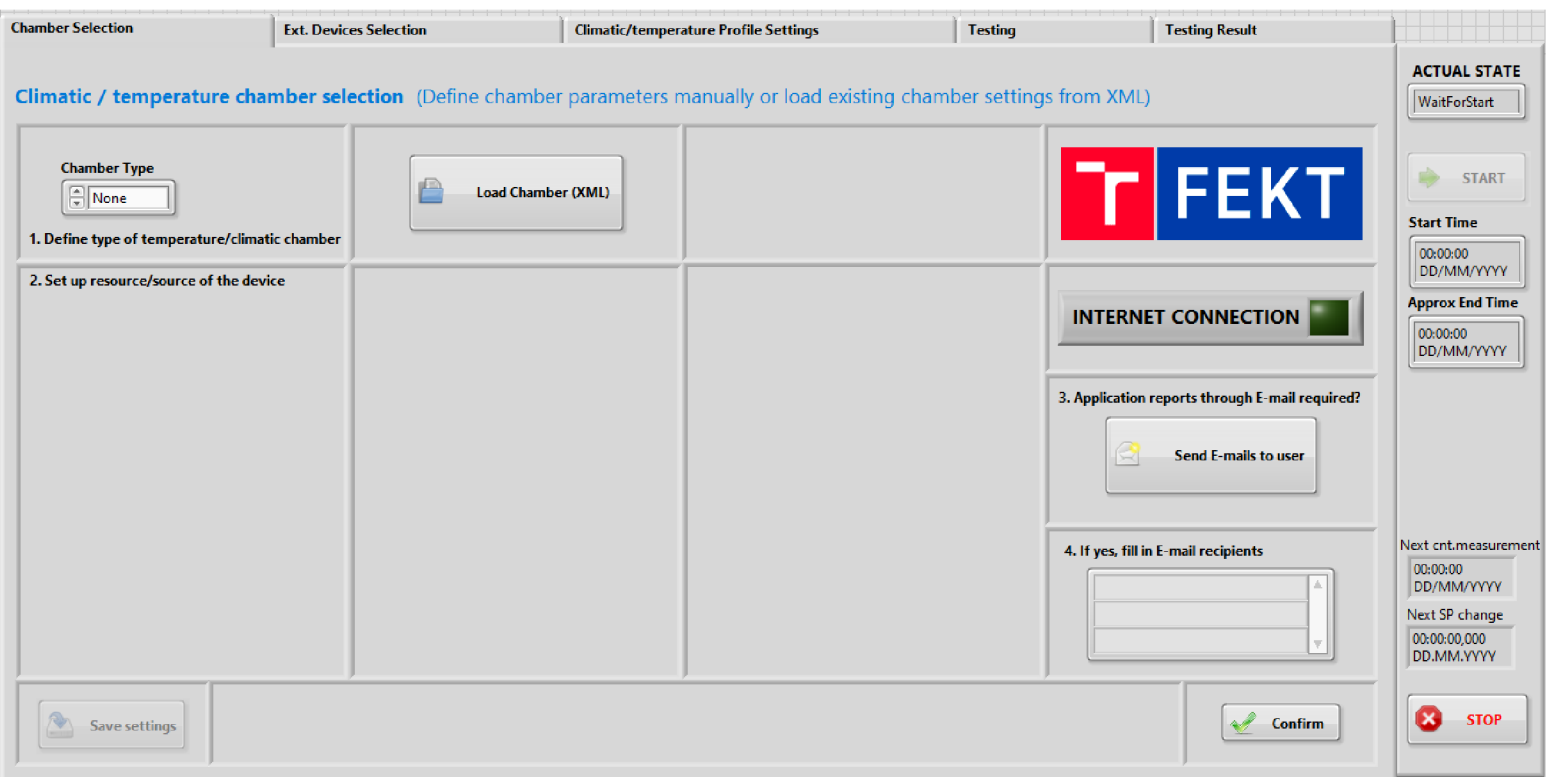 Chamber Selection
Ext. Devices Selection
Climatic/temperature Profile Settings
Testing
Testing Result
Climatic / temperature chamber selection (Define chamber parameters manually or load existing chamber settings from XML)
Chamber Type
None
1. Define type of temperature/climatic chamber
Load Chamber (XML)
T FEKT
2. Set up resource/source of the device
INTERNET CONNECTION
3. Application reports through E-mail required?
Send E-mails to user
4. If yes, fill in E-mail recipients
Save settings
Confirm
ACTUAL STATE
WaitForStart
START
Start Time
00:00:00
DD/MM/YYYY
Approx End Time
00:00:00
DD/MM/YYYY
Next cnt.measurement
00:00:00
DD/MM/YYYY
Next SP change
00:00:00,000
DD.MM.YYYY
STOP